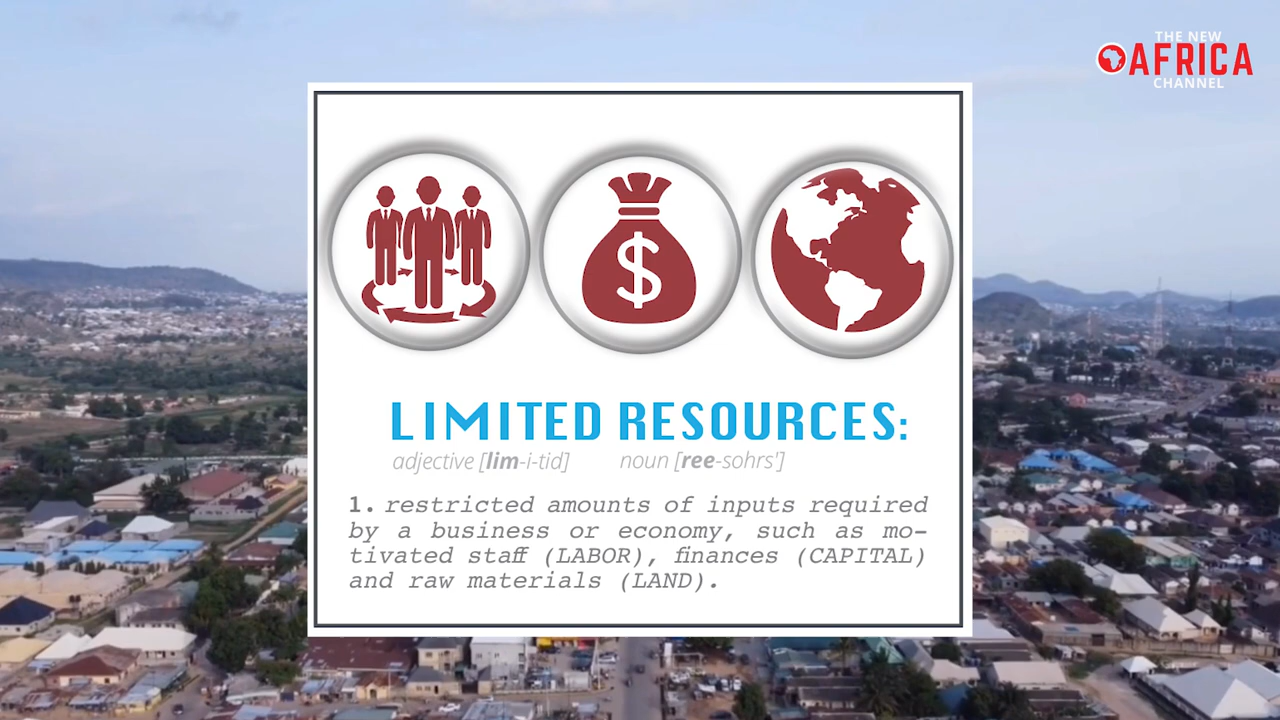 THE NEW
AFRICA
CHANNEL
$
LIMITED RESOURCES:
adjective [lim-i-tid] noun [ree-sohrs']
1. restricted amounts of inputs required
by a business or economy, such as mo-
tivated staff (LABOR), finances (CAPITAL)
and raw materials (LAND).